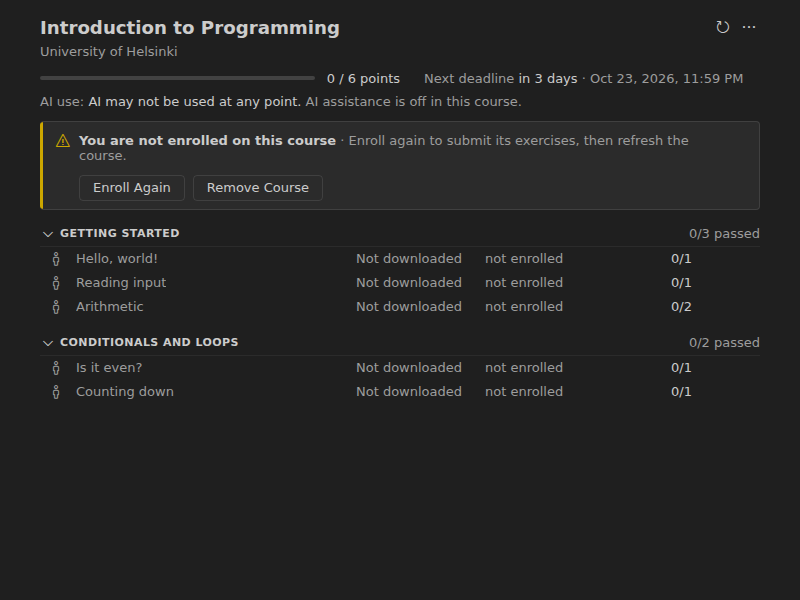 Introduction to Programming
University of Helsinki
0 / 6 points Next deadline in 3 days · Oct 23, 2026, 11:59 PM
AI use: AI may not be used at any point. AI assistance is off in this course.
You are not enrolled on this course · Enroll again to submit its exercises, then refresh the
course.
Enroll Again Remove Course
GETTING STARTED 0/3 passed
Hello, world! Not downloaded not enrolled 0/1
Reading input Not downloaded not enrolled 0/1
Arithmetic Not downloaded not enrolled 0/2
CONDITIONALS AND LOOPS 0/2 passed
Is it even? Not downloaded not enrolled 0/1
Counting down Not downloaded not enrolled 0/1